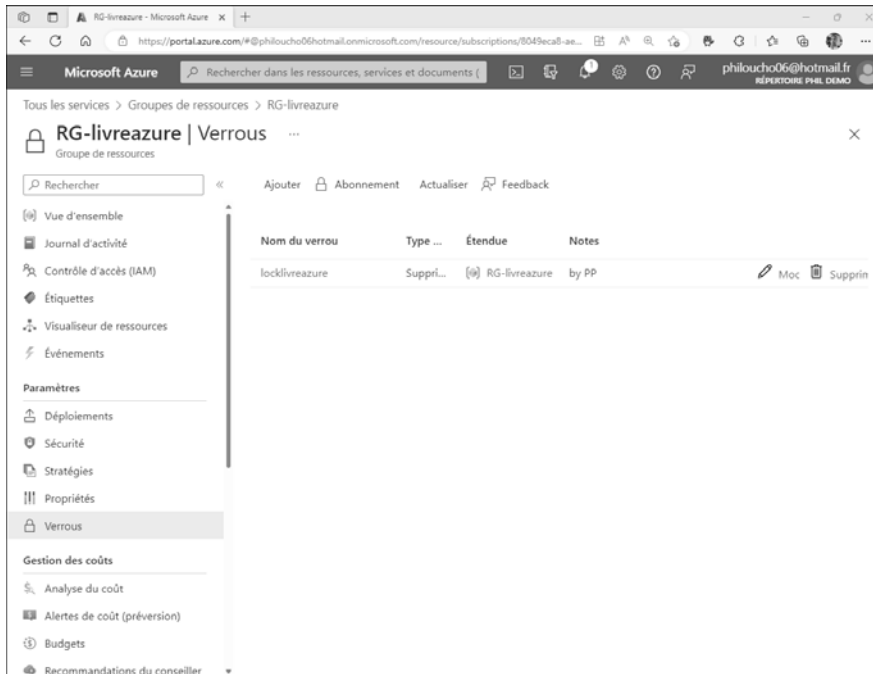 RG-livreazure - Microsoft Azure
https://portal.azure.com/#@philoucho06hotmail.onmicrosoft.com/resource/subscriptions/8049eca8-ae...
Microsoft Azure
Rechercher dans les ressources, services et documents (
1
philoucho06@hotmail.fr
RÉPERTOIRE PHIL DEMO
Tous les services > Groupes de ressources > RG-livreazure
RG-livreazure | Verrous ...
Groupe de ressources
Rechercher
Ajouter Abonnement Actualiser Feedback
Vue d'ensemble
Journal d'activité
Contrôle d'accès (IAM)
Étiquettes
Visualiseur de ressources
Événements
Paramètres
Déploiements
Sécurité
Stratégies
Propriétés
Verrous
Gestion des coûts
Analyse du coût
Alertes de coût (préversion)
Budgets
Recommandations du conseiller
Nom du verrou Type ... Étendue Notes
locklivreazure Suppri... RG-livreazure by PP Moc Supprin